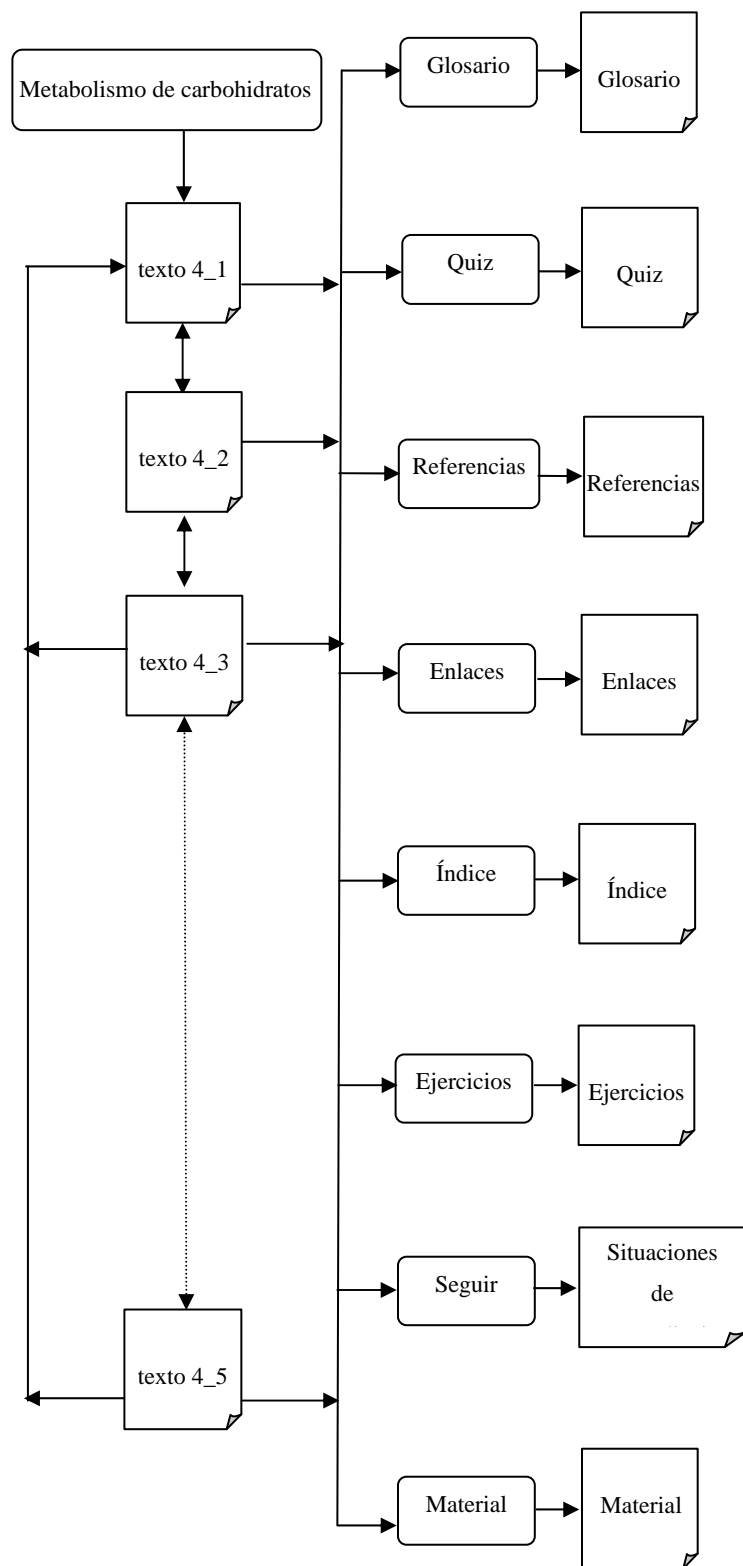 Metabolismo de carbohidratos
Glosario
Glosario
texto 4_1
Quiz
Quiz
texto 4_2
Referencias
Referencias
texto 4_3
Enlaces
Enlaces
Índice
Índice
Ejercicios
Ejercicios
Seguir
Situaciones
de
texto 4_5
Material
Material